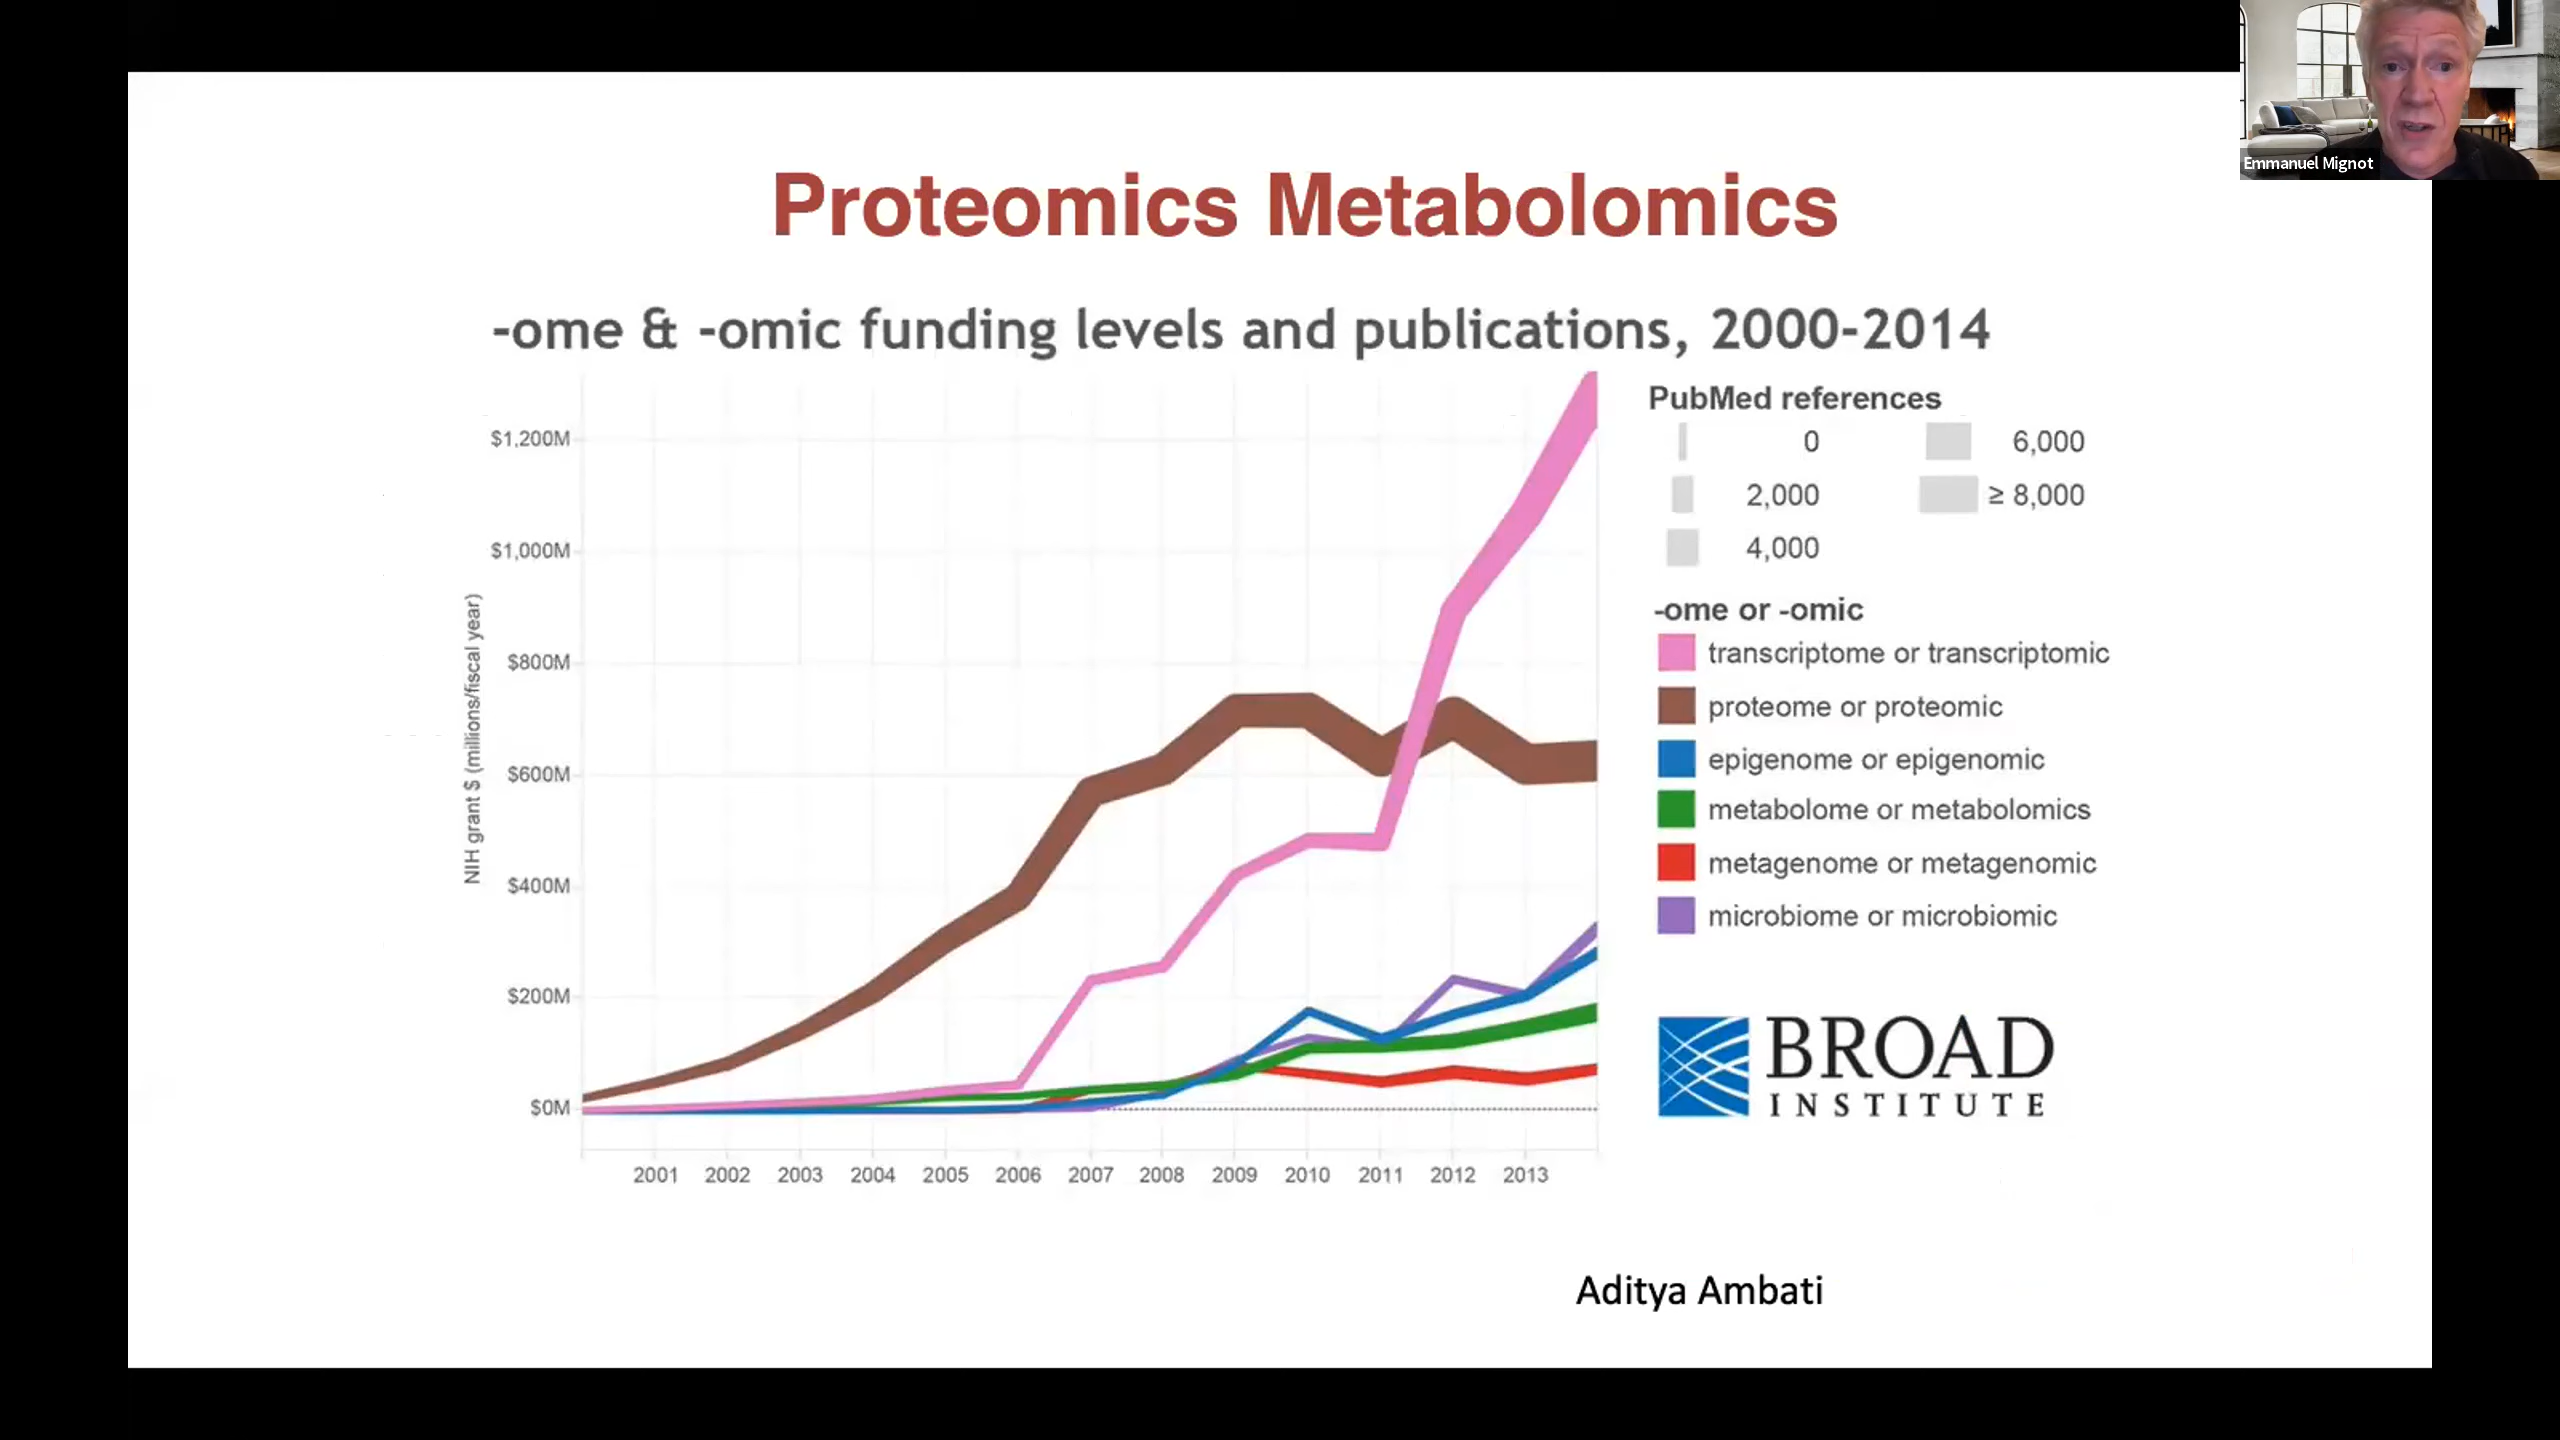 Emmanuel Mignot
Proteomics Metabolomics
-ome & -omic funding levels and publications, 2000-2014
NIH grant $ (millions/fiscal year)
$1,200M
$1,000M
$800M
$600M
$400M
$200M
$0M
2001 2002 2003 2004 2005 2006 2007 2008 2009 2010 2011 2012 2013
PubMed references
0 6,000
2,000 ≥ 8,000
4,000
-ome or -omic
transcriptome or transcriptomic
proteome or proteomic
epigenome or epigenomic
metabolome or metabolomics
metagenome or metagenomic
microbiome or microbiomic
BROAD
INSTITUTE
Aditya Ambati